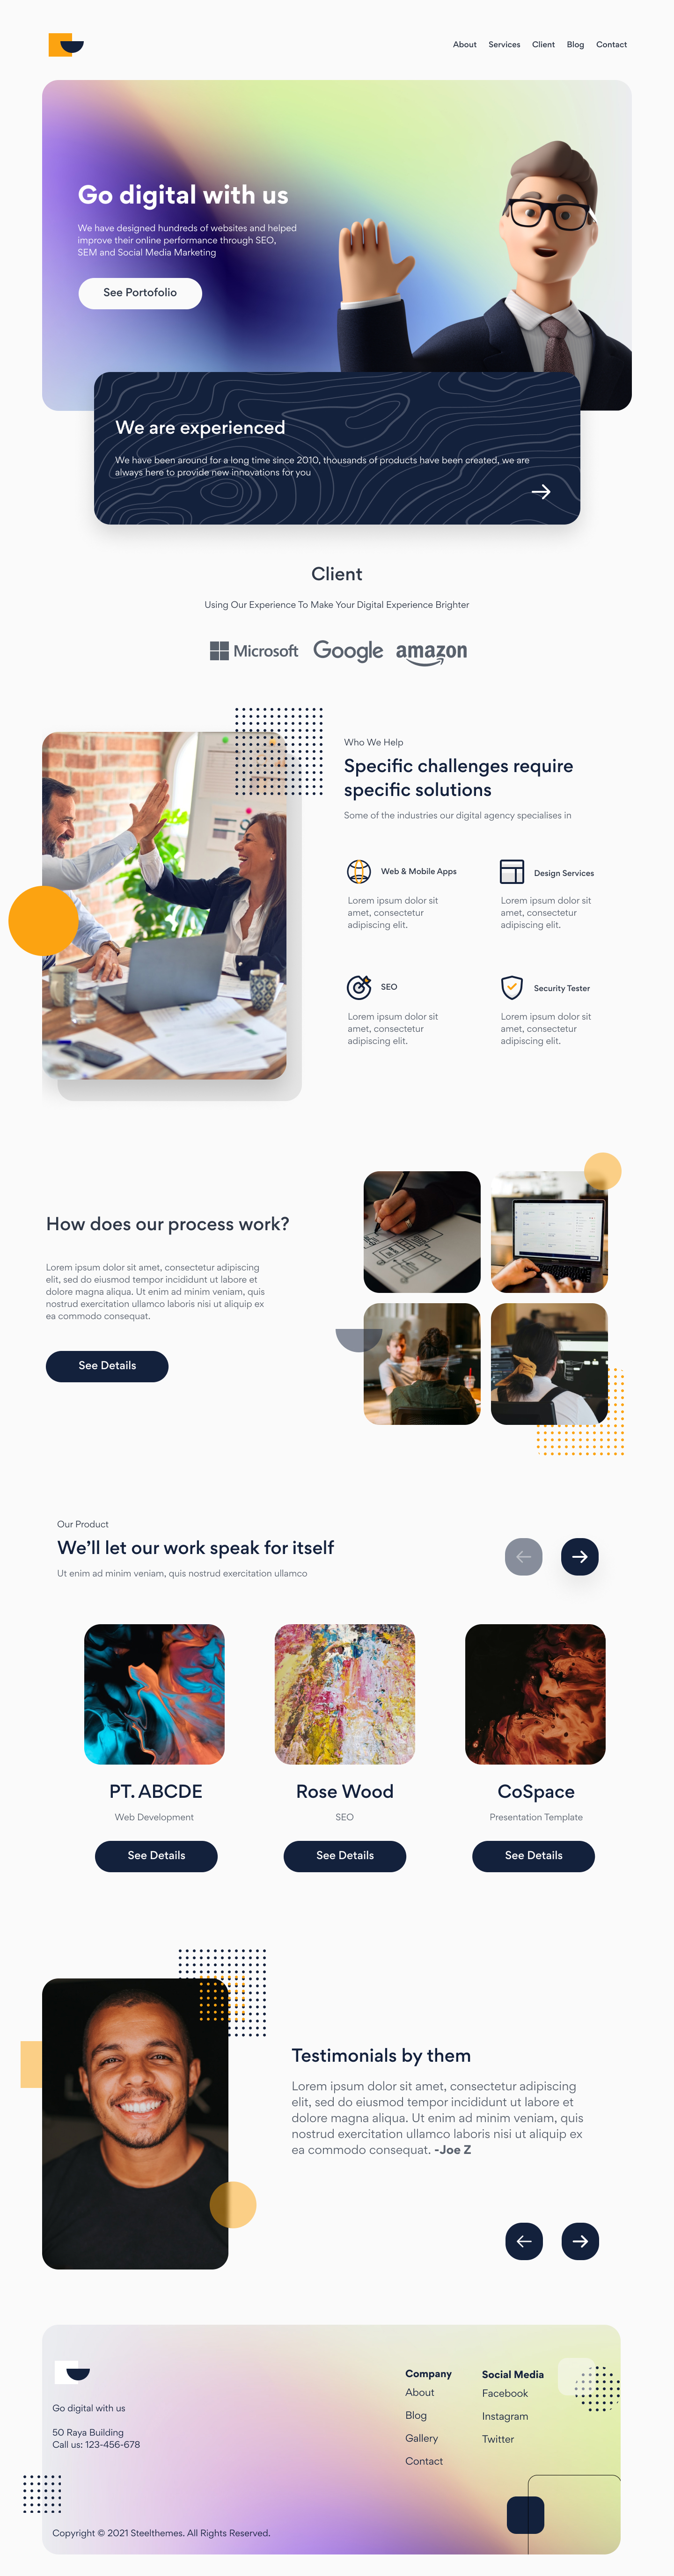 About Services Client Blog Contact
Go digital with us
We have designed hundreds of websites and helped
improve their online performance through SEO,
SEM and Social Media Marketing
See Portofolio
We are experienced
We have been around for a long time since 2010, thousands of products have been created, we are
always here to provide new innovations for you
Client
Using Our Experience To Make Your Digital Experience Brighter
Microsoft Google amazon
Who We Help
Specific challenges require
specific solutions
Some of the industries our digital agency specialises in
Web & Mobile Apps
Lorem ipsum dolor sit
amet, consectetur
adipiscing elit.
Design Services
Lorem ipsum dolor sit
amet, consectetur
adipiscing elit.
SEO
Lorem ipsum dolor sit
amet, consectetur
adipiscing elit.
Security Tester
Lorem ipsum dolor sit
amet, consectetur
adipiscing elit.
How does our process work?
Lorem ipsum dolor sit amet, consectetur adipiscing
elit, sed do eiusmod tempor incididunt ut labore et
dolore magna aliqua. Ut enim ad minim veniam, quis
nostrud exercitation ullamco laboris nisi ut aliquip ex
ea commodo consequat.
See Details
Our Product
We'll let our work speak for itself
Ut enim ad minim veniam, quis nostrud exercitation ullamco
PT. ABCDE
Web Development
See Details
Rose Wood
SEO
See Details
CoSpace
Presentation Template
See Details
Testimonials by them
Lorem ipsum dolor sit amet, consectetur adipiscing
elit, sed do eiusmod tempor incididunt ut labore et
dolore magna aliqua. Ut enim ad minim veniam, quis
nostrud exercitation ullamco laboris nisi ut aliquip ex
ea commodo consequat. -Joe Z
Go digital with us
50 Raya Building
Call us: 123-456-678
Company
About
Blog
Gallery
Contact
Social Media
Facebook
Instagram
Twitter
Copyright © 2021 Steelthemes. All Rights Reserved.